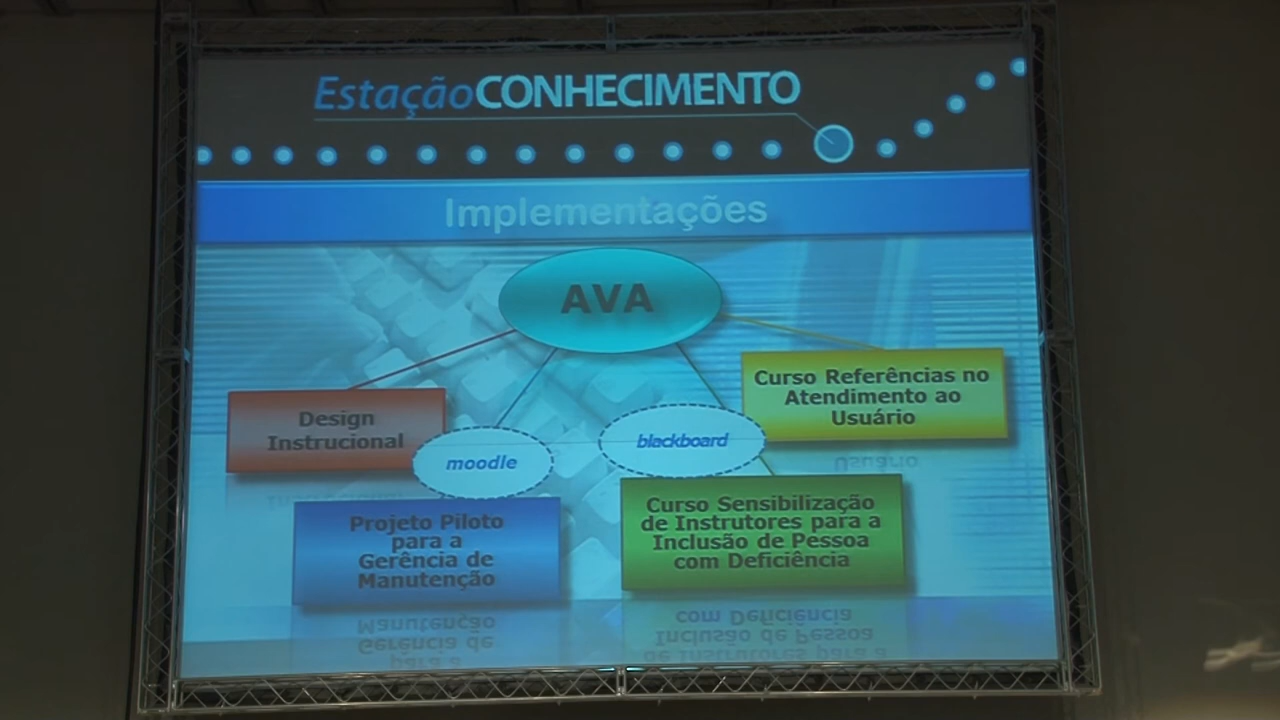 EstaçãoCONHECIMENTO
Implementações
AVA
Design
Instrucional
moodle
Projeto Piloto
para a
Gerência de
Manutenção
blackboard
Curso Sensibilização
de Instrutores para a
Inclusão de Pessoa
com Deficiência
Curso Referências no
Atendimento ao
Usuário